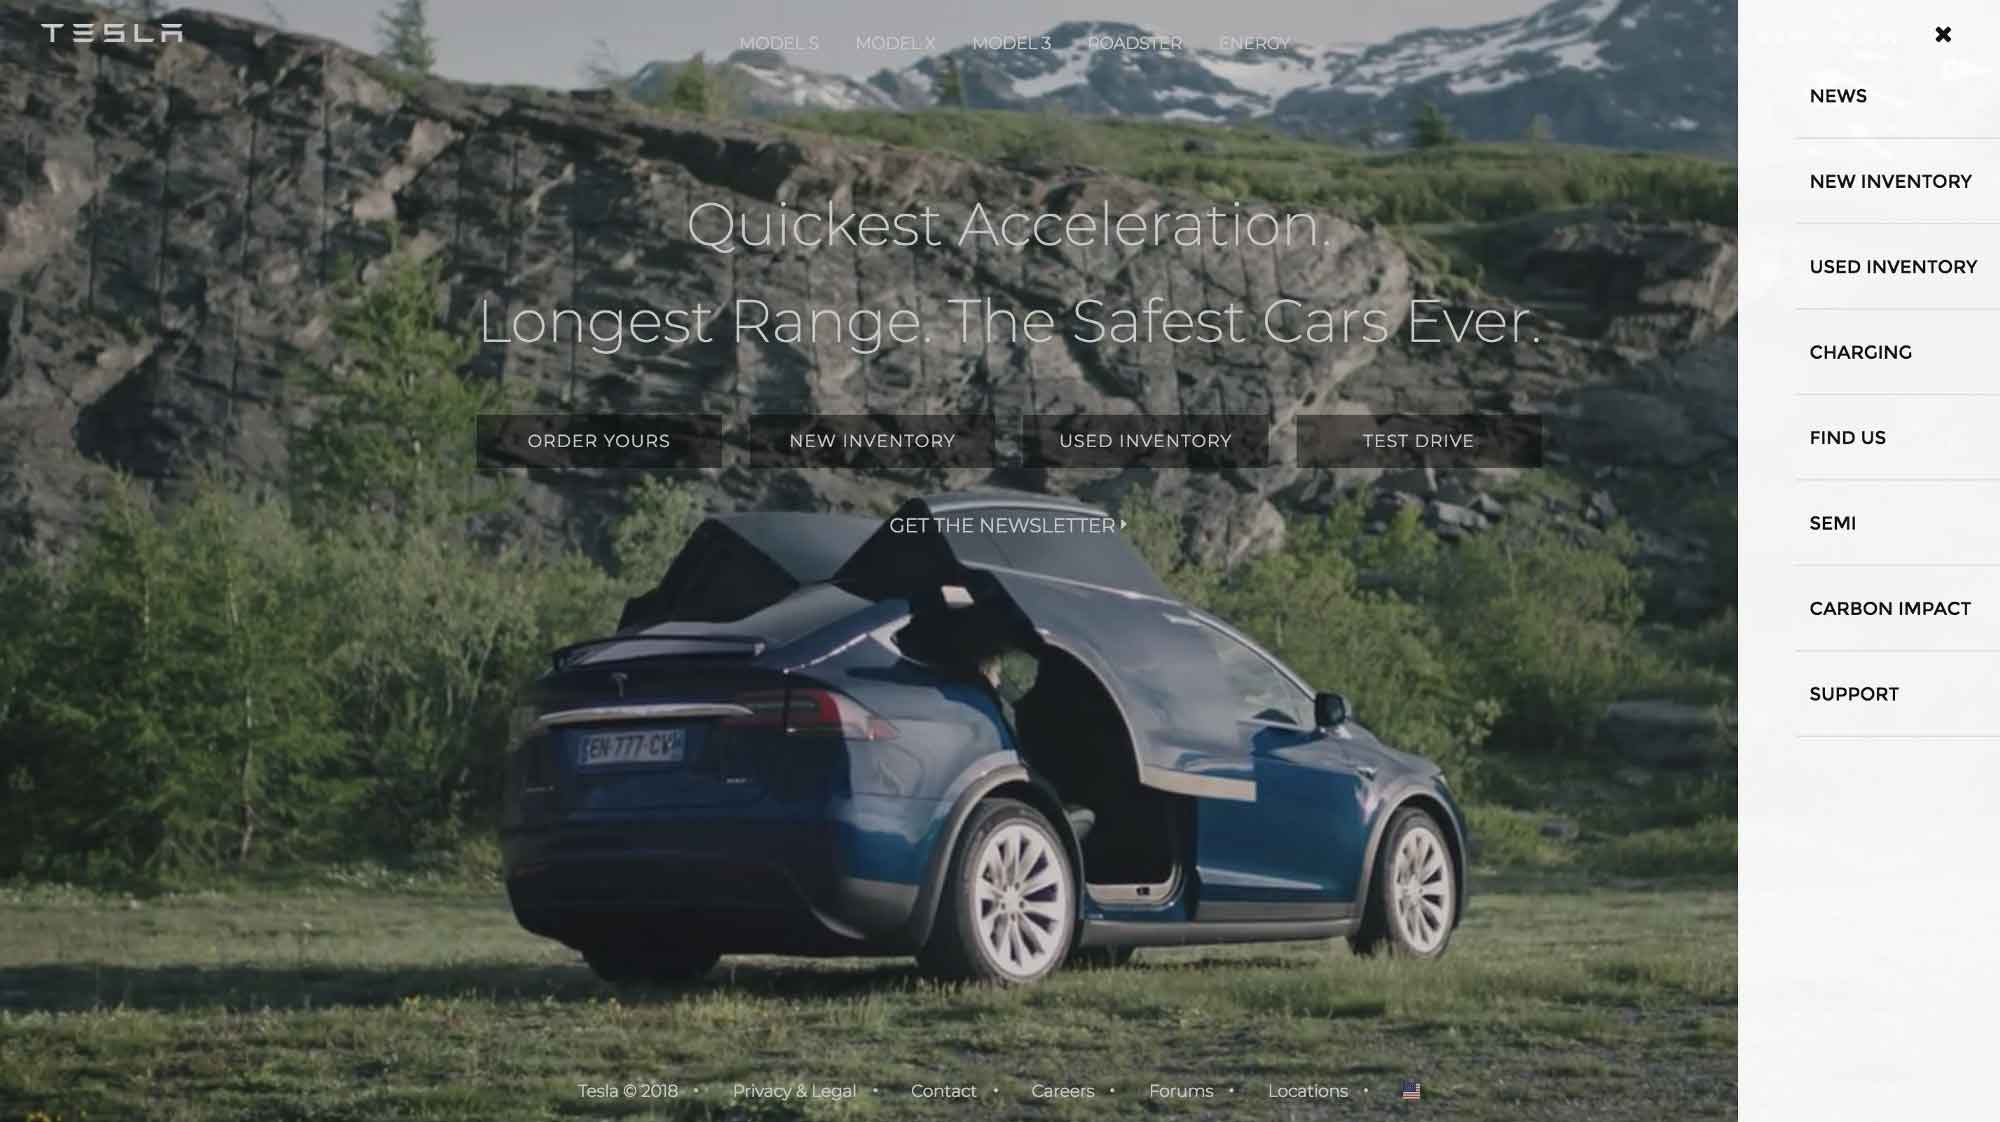 TESLA
MODEL S MODEL X MODEL 3 ROADSTER ENERGY
NEWS
NEW INVENTORY
USED INVENTORY
CHARGING
FIND US
SEMI
CARBON IMPACT
SUPPORT
Quickest Acceleration.
Longest Range. The Safest Cars Ever.
ORDER YOURS NEW INVENTORY USED INVENTORY TEST DRIVE
GET THE NEWSLETTER
EN-777-CV
Tesla © 2018 • Privacy & Legal • Contact • Careers • Forums • Locations •